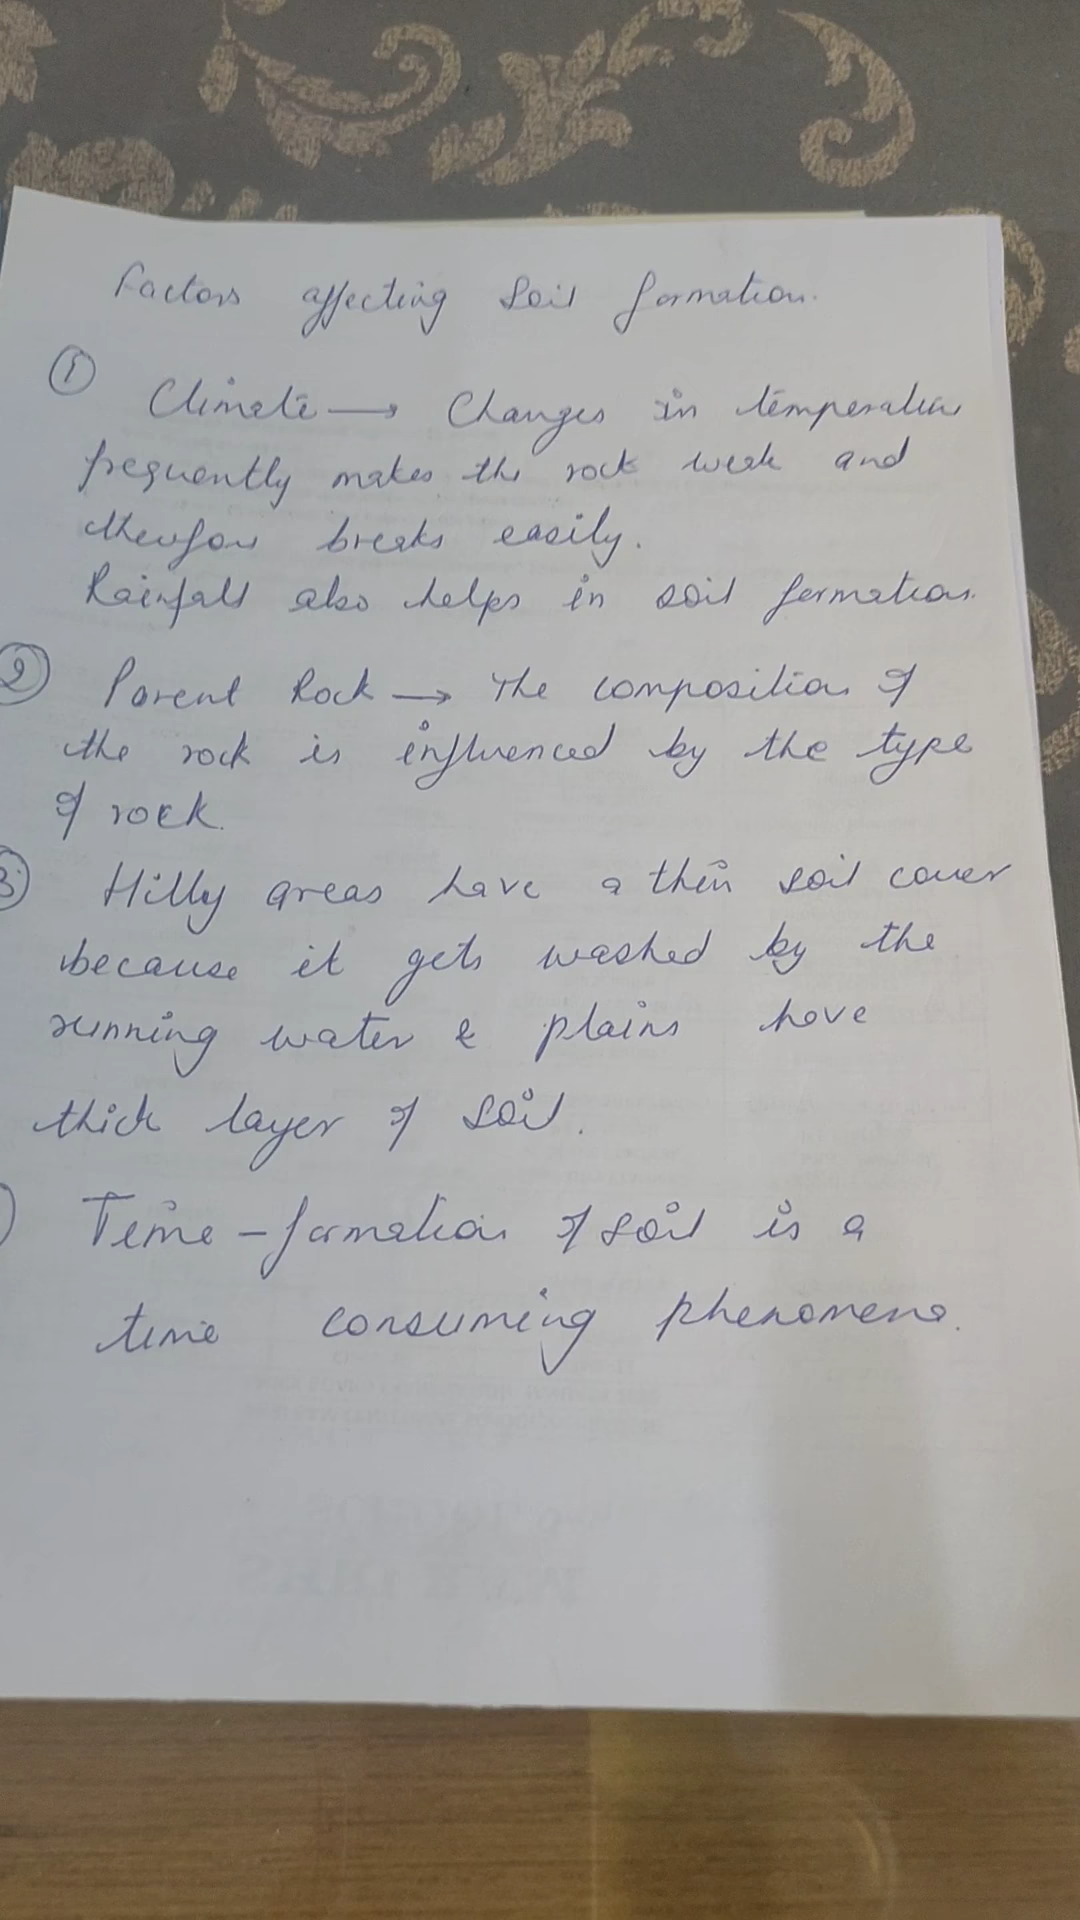 Factors affecting Soil formation.
① Climate → Changes in temperature
frequently makes the rock weak and
therefore breaks easily.
Rainfall also helps in soil formation.
② Parent Rock → The composition of
the rock is influenced by the type
of rock.
③ Hilly areas have a thin soil cover
because it gets washed by the
running water & plains have
thick layer of soil.
Time - formation of soil is a
time consuming phenomena.